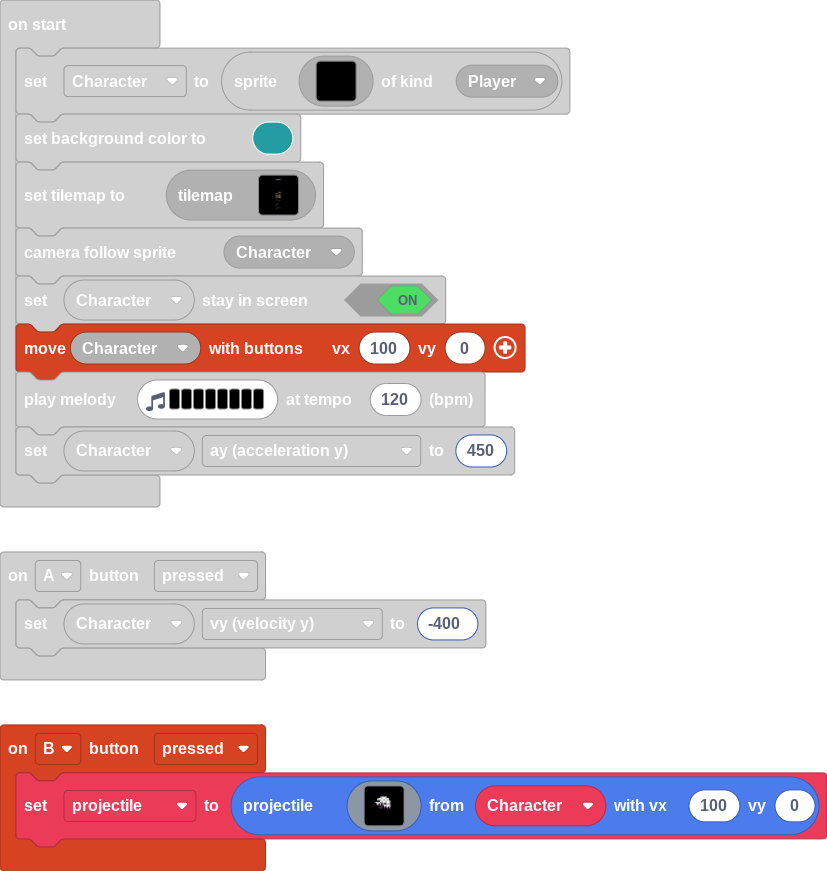 on start
set Character to sprite of kind Player
set background color to
set tilemap to tilemap
camera follow sprite Character
set Character stay in screen ON
move Character with buttons vx 100 vy 0
play melody at tempo 120 (bpm)
set Character ay (acceleration y) to 450
on A button pressed
set Character vy (velocity y) to -400
on B button pressed
set projectile to projectile from Character with vx 100 vy 0